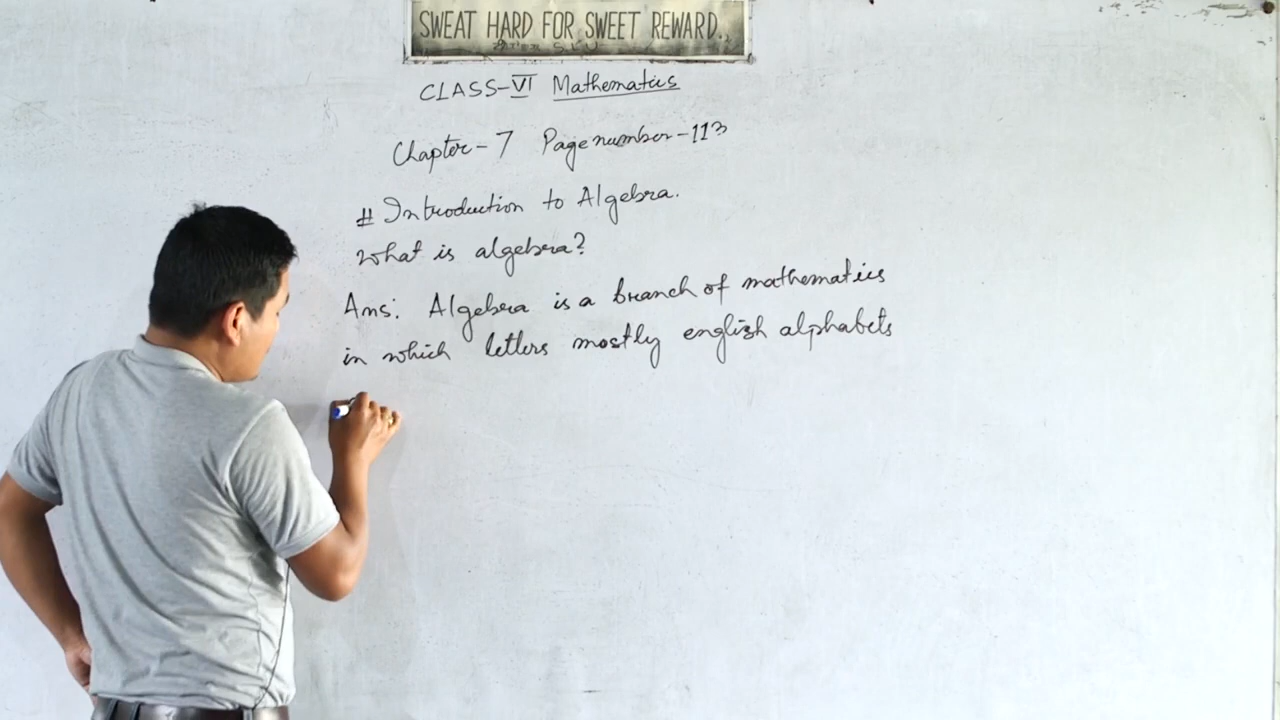 SWEAT HARD FOR SWEET REWARD.
CLASS-VI Mathematics
Chapter-7 Page number-113
# Introduction to Algebra.
What is algebra?
Ans: Algebra is a branch of mathematics
in which letters mostly english alphabets